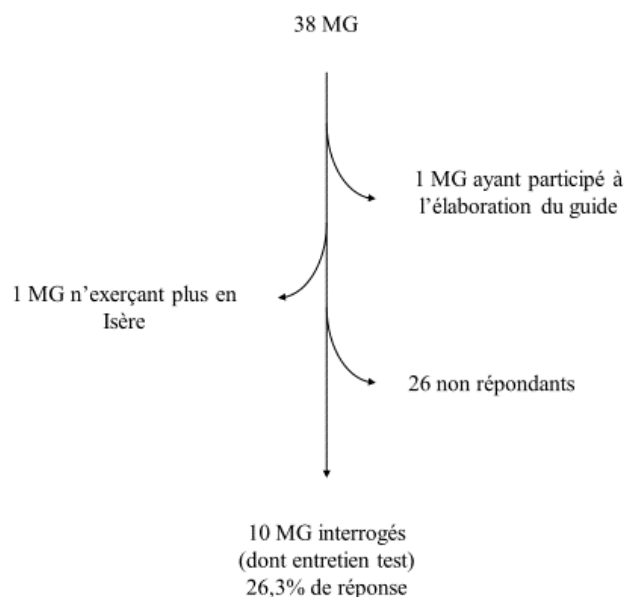 38 MG
1 MG ayant participé à
l’élaboration du guide
1 MG n’exerçant plus en
Isère
26 non répondants
10 MG interrogés
(dont entretien test)
26,3% de réponse